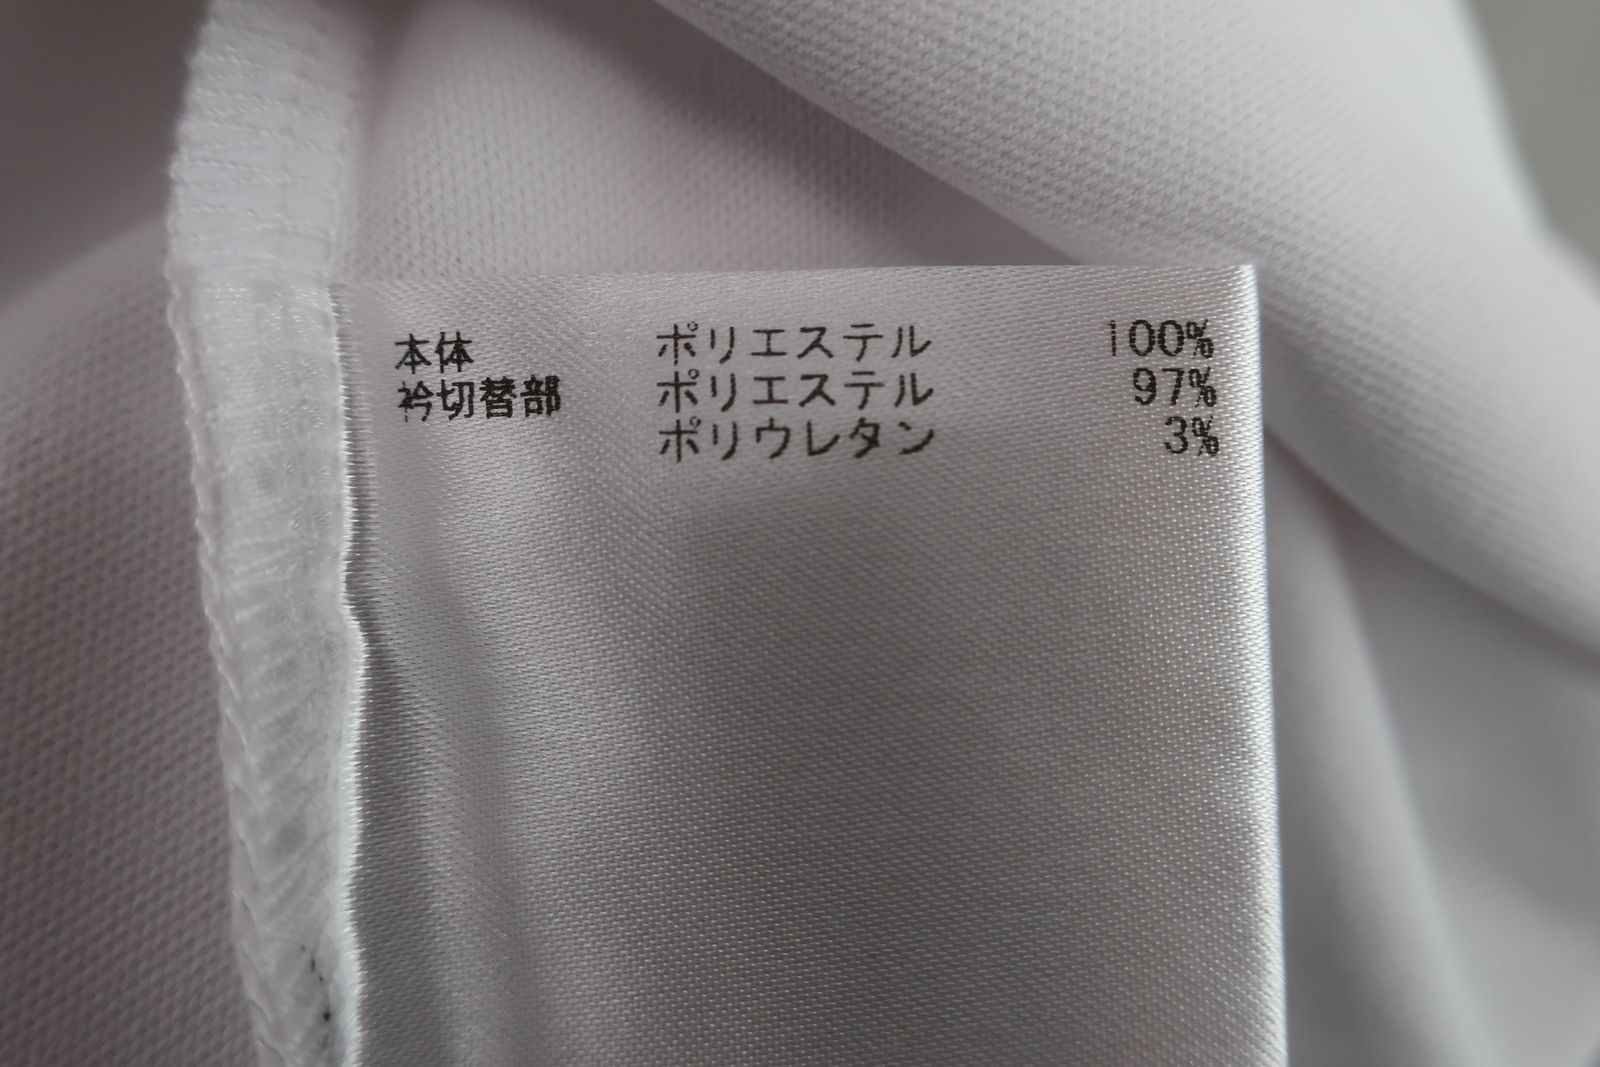 本体 ポリエステル 100%
衿切替部 ポリエステル 97%
ポリウレタン 3%